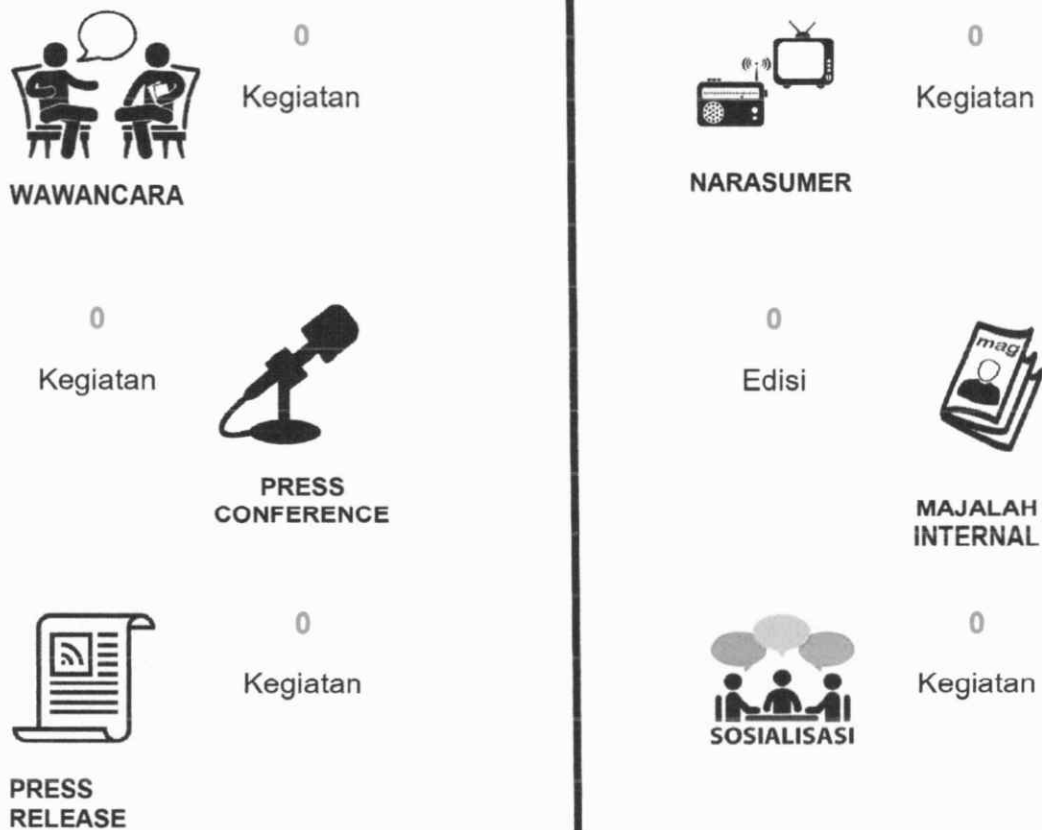 0
Kegiatan
WAWANCARA
0
Kegiatan
PRESS
CONFERENCE
0
Kegiatan
PRESS
RELEASE
0
Kegiatan
NARASUMER
0
Edisi
mag
MAJALAH
INTERNAL
0
Kegiatan
SOSIALISASI